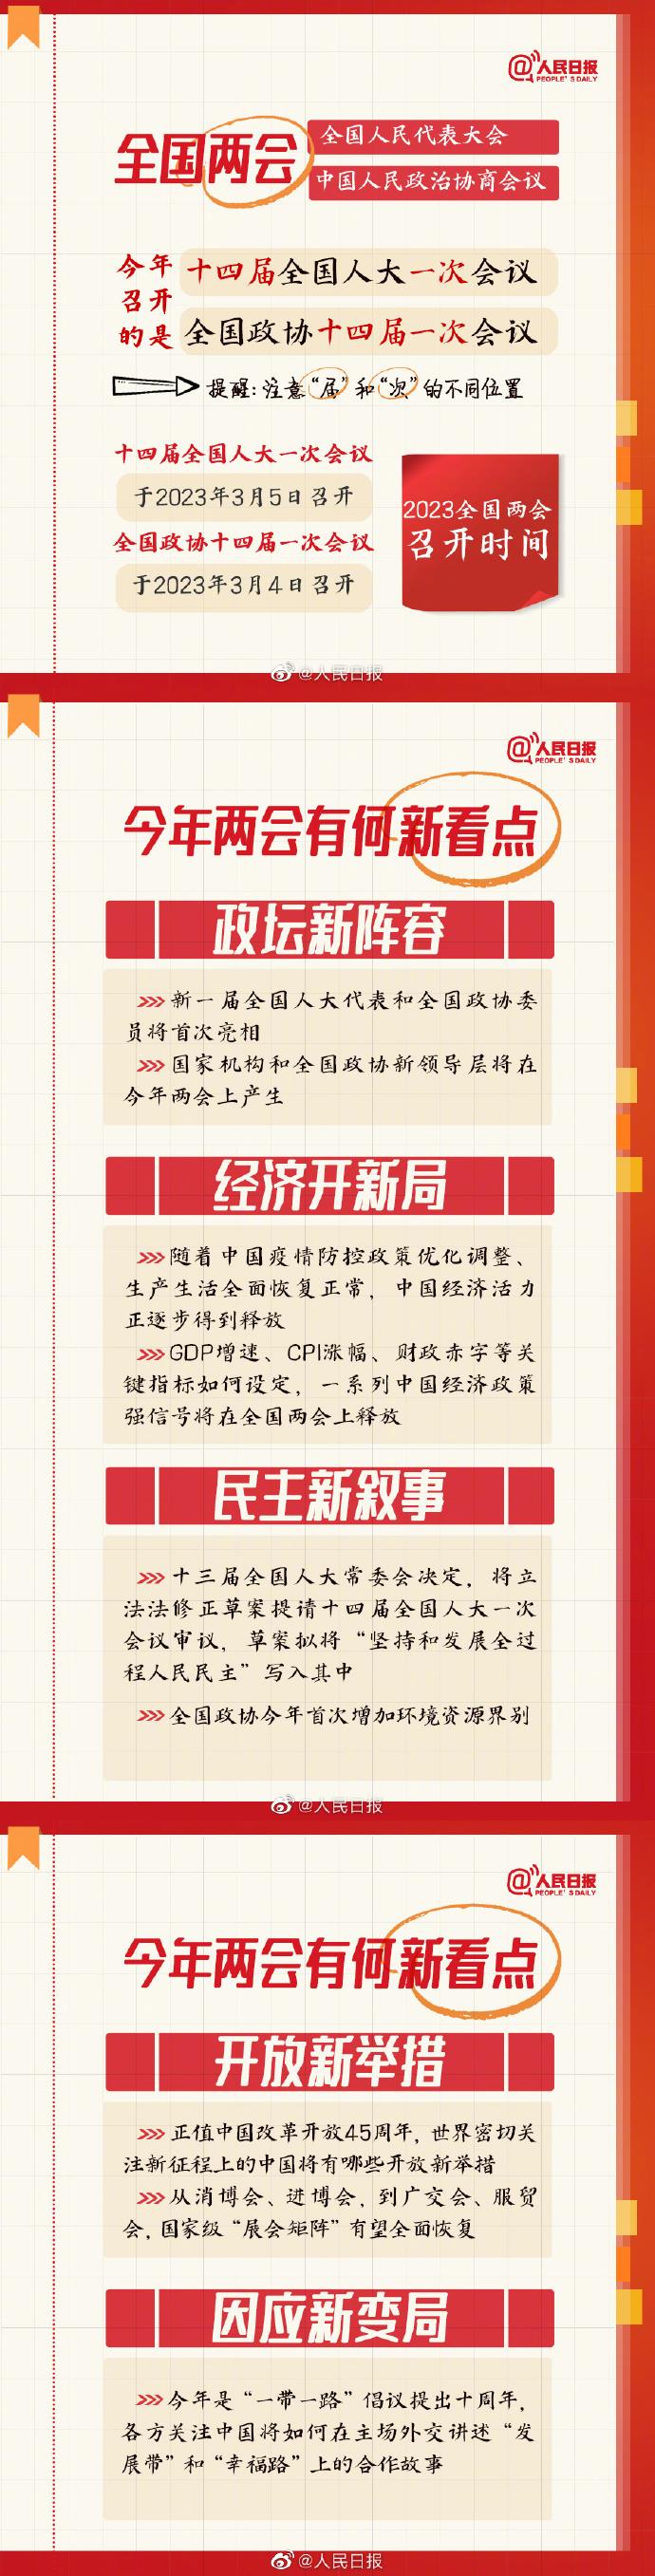 @人民日报
PEOPLE'S DAILY
全国两会
全国人民代表大会
中国人民政治协商会议
今年
召开
的是
十四届全国人大一次会议
全国政协十四届一次会议
提醒:注意“届”和“次”的不同位置
十四届全国人大一次会议
于2023年3月5日召开
全国政协十四届一次会议
于2023年3月4日召开
2023全国两会
召开时间
@人民日报
@人民日报
PEOPLE'S DAILY
今年两会有何新看点
政坛新阵容
>>>新一届全国人大代表和全国政协委
员将首次亮相
>>>国家机构和全国政协新领导层将在
今年两会上产生
经济开新局
>>>随着中国疫情防控政策优化调整、
生产生活全面恢复正常，中国经济活力
正逐步得到释放
>>>GDP增速、CPI涨幅、财政赤字等关
键指标如何设定，一系列中国经济政策
强信号将在全国两会上释放
民主新叙事
>>>十三届全国人大常委会决定，将立
法法修正草案提请十四届全国人大一次
会议审议，草案拟将“坚持和发展全过
程人民民主”写入其中
>>>全国政协今年首次增加环境资源界别
@人民日报
@人民日报
PEOPLE'S DAILY
今年两会有何新看点
开放新举措
>>>正值中国改革开放45周年，世界密切关
注新征程上的中国将有哪些开放新举措
>>>从消博会、进博会，到广交会、服贸
会，国家级“展会矩阵”有望全面恢复
因应新变局
>>>今年是“一带一路”倡议提出十周年，
各方关注中国将如何在主场外交讲述“发
展带”和“幸福路”上的合作故事
@人民日报